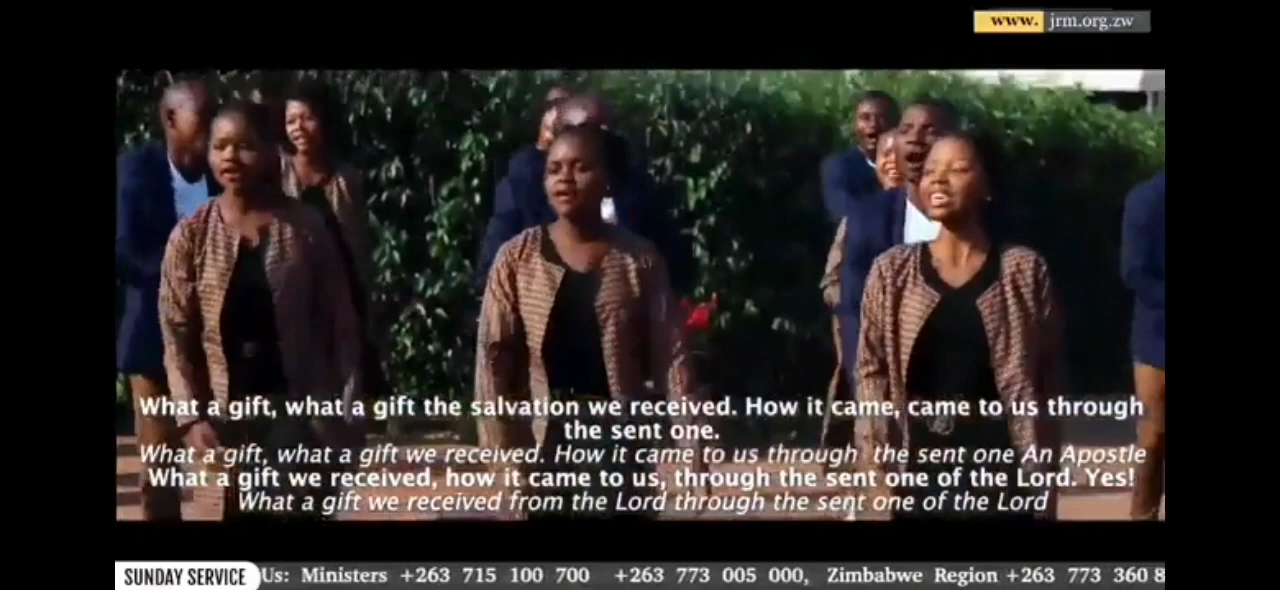 www. jrm.org.zw
What a gift, what a gift the salvation we received. How it came, came to us through
the sent one.
What a gift, what a gift we received. How it came to us through the sent one An Apostle
What a gift we received, how it came to us, through the sent one of the Lord. Yes!
What a gift we received from the Lord through the sent one of the Lord
SUNDAY SERVICE Us: Ministers +263 715 100 700 +263 773 005 000, Zimbabwe Region +263 773 360 8